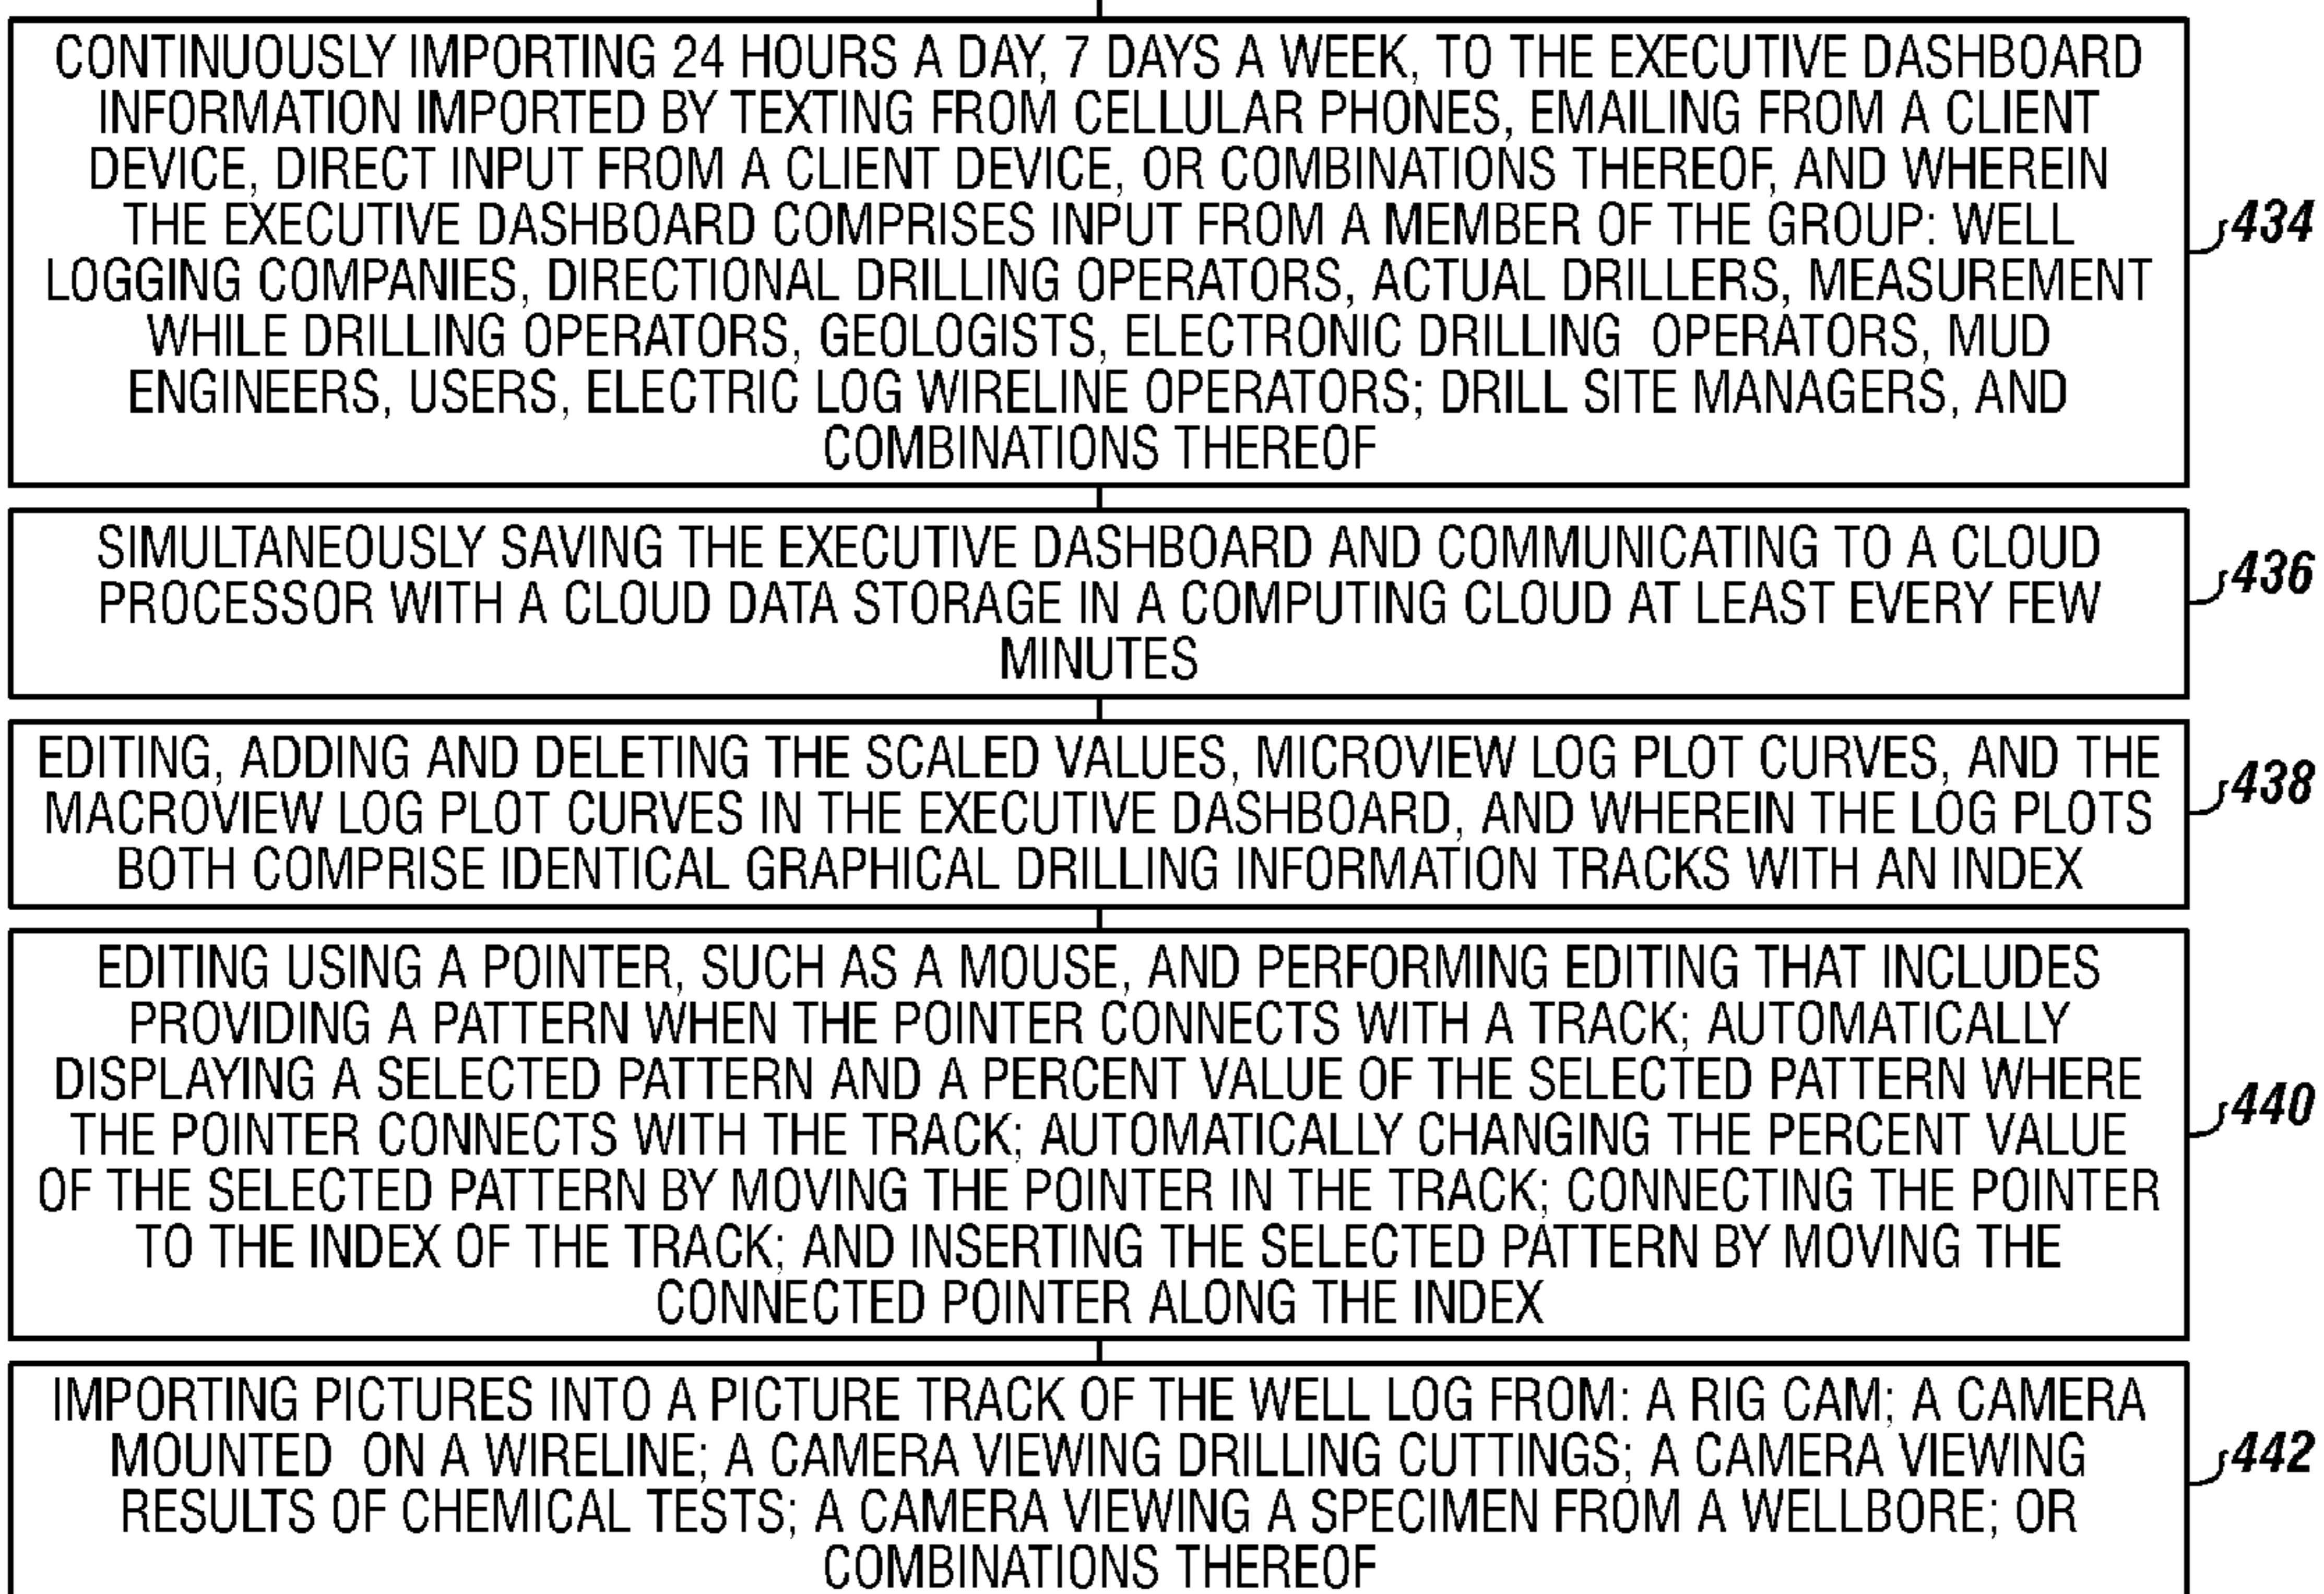 CONTINUOUSLY IMPORTING 24 HOURS A DAY, 7 DAYS A WEEK, TO THE EXECUTIVE DASHBOARD
INFORMATION IMPORTED BY TEXTING FROM CELLULAR PHONES, EMAILING FROM A CLIENT
DEVICE, DIRECT INPUT FROM A CLIENT DEVICE, OR COMBINATIONS THEREOF, AND WHEREIN
THE EXECUTIVE DASHBOARD COMPRISES INPUT FROM A MEMBER OF THE GROUP: WELL
LOGGING COMPANIES, DIRECTIONAL DRILLING OPERATORS, ACTUAL DRILLERS, MEASUREMENT
WHILE DRILLING OPERATORS, GEOLOGISTS, ELECTRONIC DRILLING OPERATORS, MUD
ENGINEERS, USERS, ELECTRIC LOG WIRELINE OPERATORS; DRILL SITE MANAGERS, AND
COMBINATIONS THEREOF
434
SIMULTANEOUSLY SAVING THE EXECUTIVE DASHBOARD AND COMMUNICATING TO A CLOUD
PROCESSOR WITH A CLOUD DATA STORAGE IN A COMPUTING CLOUD AT LEAST EVERY FEW
MINUTES
436
EDITING, ADDING AND DELETING THE SCALED VALUES, MICROVIEW LOG PLOT CURVES, AND THE
MACROVIEW LOG PLOT CURVES IN THE EXECUTIVE DASHBOARD, AND WHEREIN THE LOG PLOTS
BOTH COMPRISE IDENTICAL GRAPHICAL DRILLING INFORMATION TRACKS WITH AN INDEX
438
EDITING USING A POINTER, SUCH AS A MOUSE, AND PERFORMING EDITING THAT INCLUDES
PROVIDING A PATTERN WHEN THE POINTER CONNECTS WITH A TRACK; AUTOMATICALLY
DISPLAYING A SELECTED PATTERN AND A PERCENT VALUE OF THE SELECTED PATTERN WHERE
THE POINTER CONNECTS WITH THE TRACK; AUTOMATICALLY CHANGING THE PERCENT VALUE
OF THE SELECTED PATTERN BY MOVING THE POINTER IN THE TRACK; CONNECTING THE POINTER
TO THE INDEX OF THE TRACK; AND INSERTING THE SELECTED PATTERN BY MOVING THE
CONNECTED POINTER ALONG THE INDEX
440
IMPORTING PICTURES INTO A PICTURE TRACK OF THE WELL LOG FROM: A RIG CAM; A CAMERA
MOUNTED ON A WIRELINE; A CAMERA VIEWING DRILLING CUTTINGS; A CAMERA VIEWING
RESULTS OF CHEMICAL TESTS; A CAMERA VIEWING A SPECIMEN FROM A WELLBORE; OR
COMBINATIONS THEREOF
442